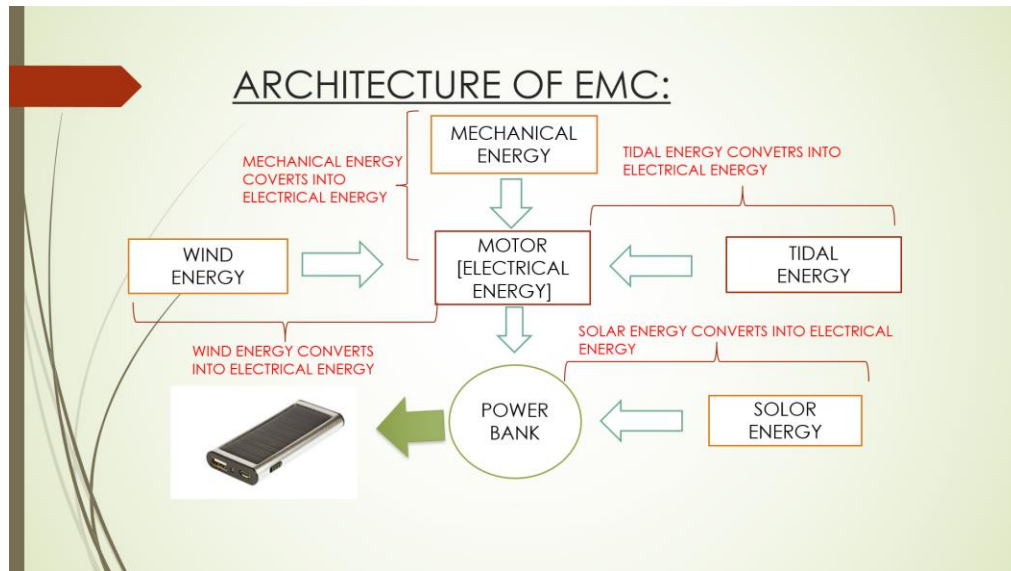 ARCHITECTURE OF EMC:
MECHANICAL
ENERGY
MECHANICAL ENERGY
COVERTS INTO
ELECTRICAL ENERGY
TIDAL ENERGY CONVETRS INTO
ELECTRICAL ENERGY
WIND
ENERGY
MOTOR
[ELECTRICAL
ENERGY]
TIDAL
ENERGY
WIND ENERGY CONVERTS
INTO ELECTRICAL ENERGY
SOLAR ENERGY CONVERTS INTO ELECTRICAL
ENERGY
POWER
BANK
SOLOR
ENERGY